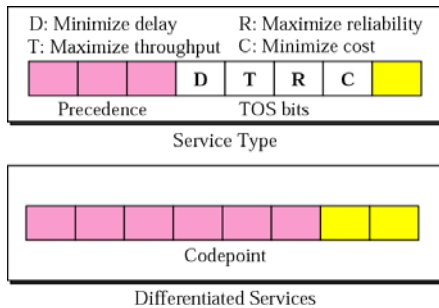 D: Minimize delay R: Maximize reliability
T: Maximize throughput C: Minimize cost
D T R C
Precedence TOS bits
Service Type
Codepoint
Differentiated Services